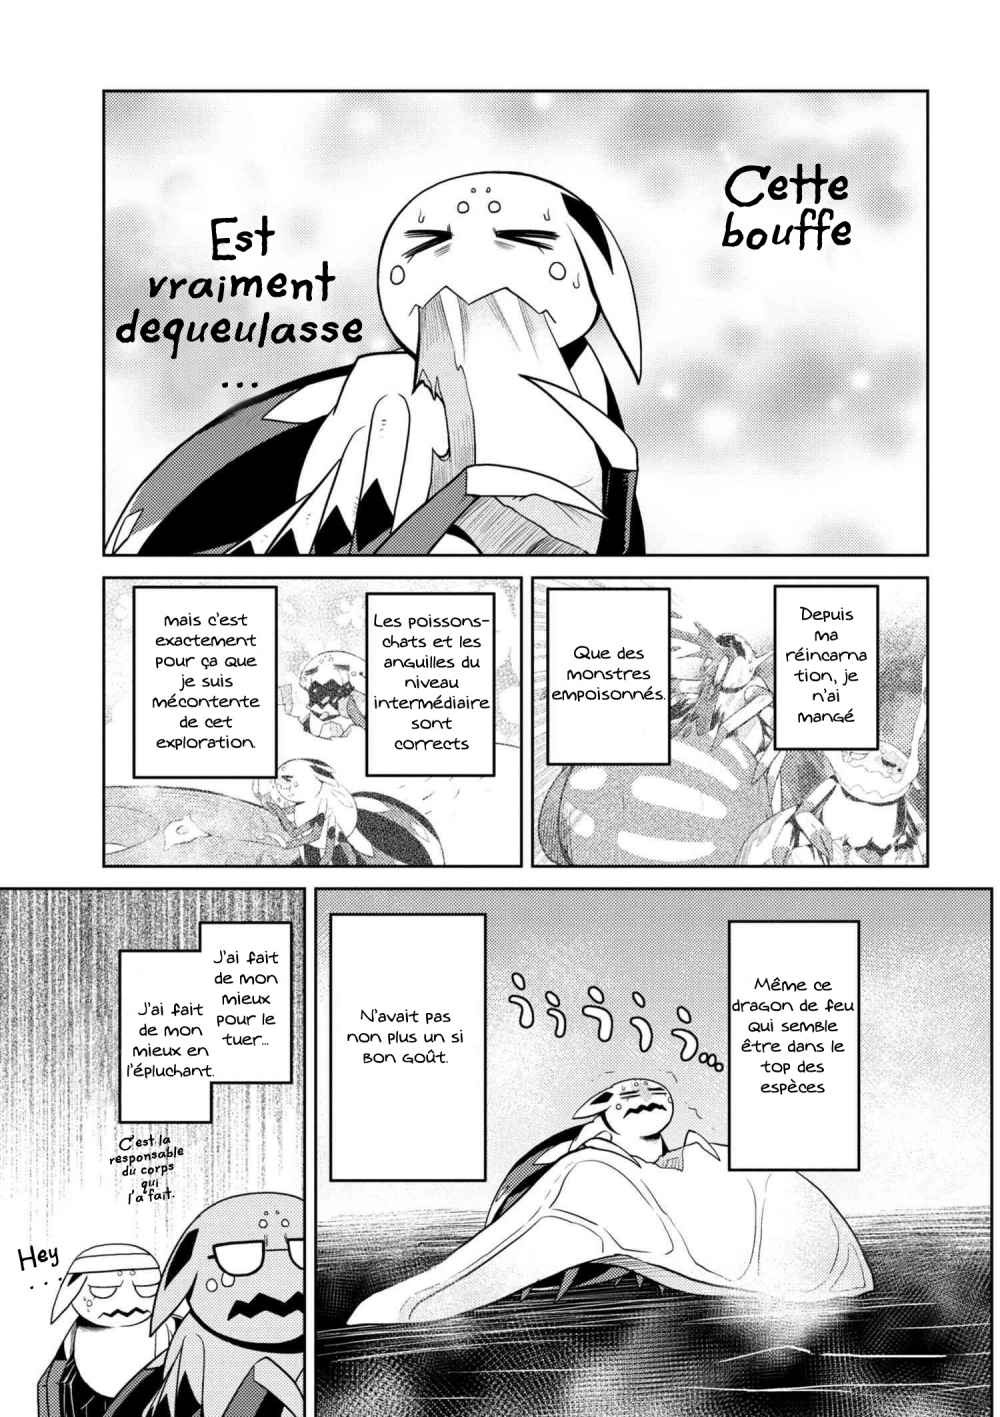 Cette
bouffe
Est
vraiment
dequeulasse
...
Depuis
ma
réincarna
tion, je
n'ai
mangé
Que des
monstres
empoisonnés.
Les poissons-
chats et les
anguilles du
niveau
intermédiaire
sont
corrects
mais c'est
exactement
pour ça que
je suis
mécontente
de cet
exploration.
Même ce
dragon de feu
qui semble
être dans le
top des
espèces
N'avait pas
non plus un si
bon goût.
J'ai fait
de mon
mieux
pour le
tuer...
J'ai fait
de mon
mieux en
l'épluchant.
C'est la
responsable
du corps
qui
l'a fait.
Hey
...